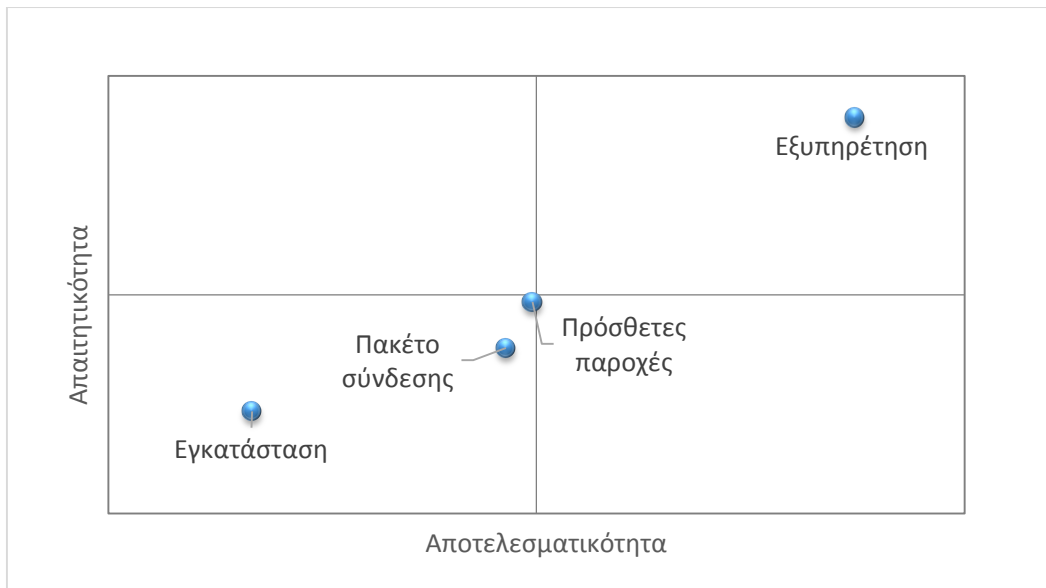 Εξυπηρέτηση
Απαιτητικότητα
Πρόσθετες
παροχές
Πακέτο
σύνδεσης
Εγκατάσταση
Αποτελεσματικότητα